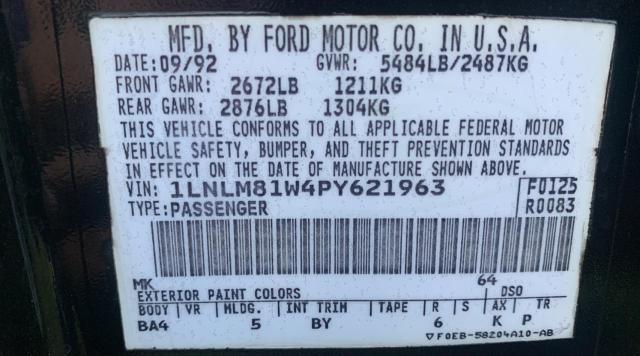 MFD. BY FORD MOTOR CO. IN U.S.A.
DATE: 09/92 GVWR: 5484LB/2487KG
FRONT GAWR: 2672LB 1211KG
REAR GAWR: 2876LB 1304KG
THIS VEHICLE CONFORMS TO ALL APPLICABLE FEDERAL MOTOR
VEHICLE SAFETY, BUMPER, AND THEFT PREVENTION STANDARDS
IN EFFECT ON THE DATE OF MANUFACTURE SHOWN ABOVE.
VIN: 1LNLM81W4PY621963 F0125
TYPE: PASSENGER R0083
MK 64
EXTERIOR PAINT COLORS DSO
BODY VR MLDG. INT TRIM TAPE R S AX TR
BA4 5 BY 6 K P
F0EB-58204A10-AB